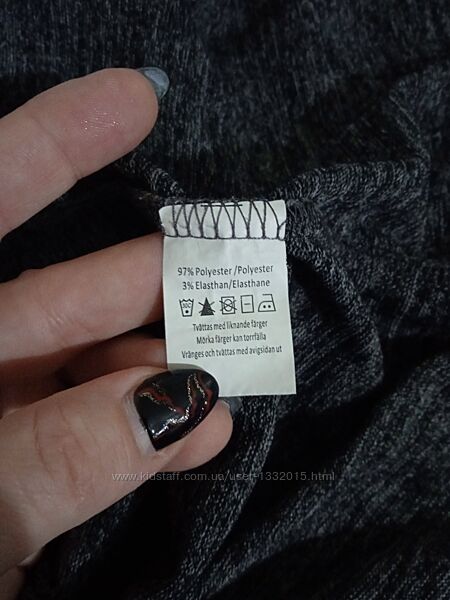 97% Polyester/Polyester
3% Elasthan/Elasthane
30C
Tvättas med liknande färger
Mörka färger kan torrfälla
Vränges och tvättas med avigsidan ut
www.kidstaff.com.ua/user-1332015.html